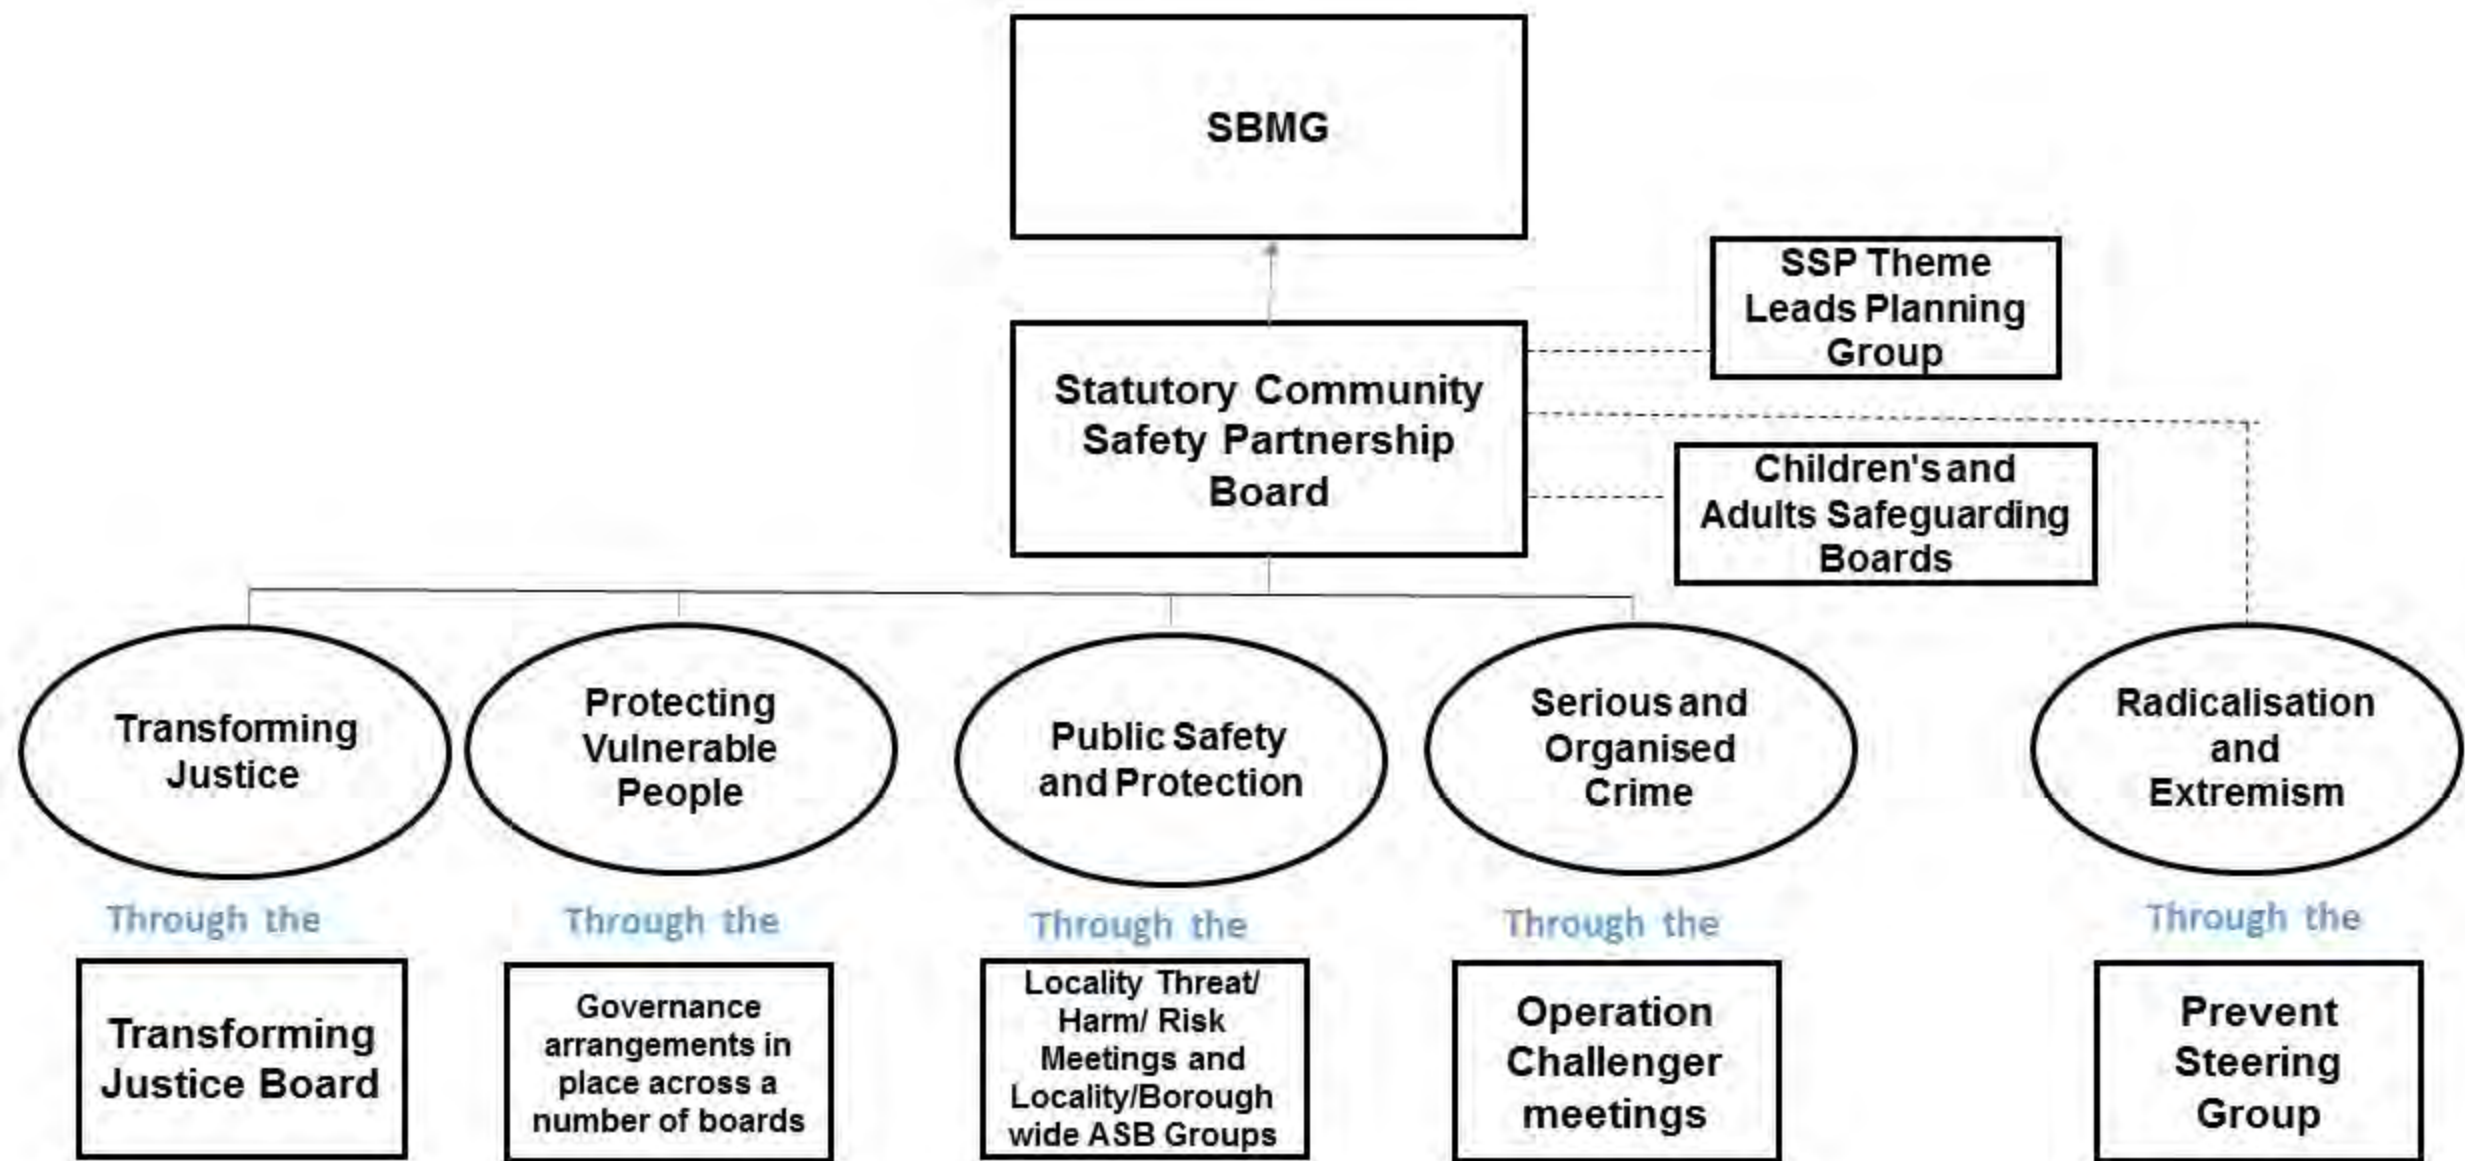 SBMG
SSP Theme
Leads Planning
Group
Statutory Community
Safety Partnership
Board
Children's and
Adults Safeguarding
Boards
Transforming
Justice
Protecting
Vulnerable
People
Public Safety
and Protection
Serious and
Organised
Crime
Radicalisation
and
Extremism
Through the
Through the
Through the
Through the
Through the
Transforming
Justice Board
Governance
arrangements in
place across a
number of boards
Locality Threat/
Harm/ Risk
Meetings and
Locality/Borough
wide ASB Groups
Operation
Challenger
meetings
Prevent
Steering
Group